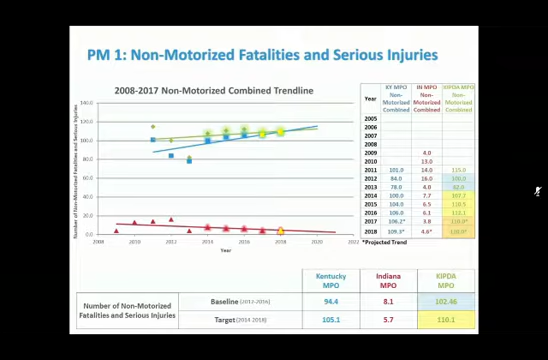 PM 1: Non-Motorized Fatalities and Serious Injuries
2008-2017 Non-Motorized Combined Trendline
Number of Non-Motorized Fatalities and Serious Injuries
140.0
120.0
100.0
80.0
60.0
40.0
20.0
0.0
2008 2010 2012 2014 2016 2018 2020 2022
Year
Year KY MPO Non-Motorized Combined IN MPO Non-Motorized Combined KIPDA MPO Non-Motorized Combined
2005
2006
2007
2008
2009 4.0
2010 13.0
2011 101.0 14.0 115.0
2012 84.0 16.0 100.0
2013 78.0 4.0 82.0
2014 100.0 7.7 107.7
2015 104.0 6.5 110.5
2016 106.0 6.1 112.1
2017 106.2* 3.8 110.0*
2018 109.3* 4.6*
*Projected Trend
Kentucky MPO Indiana MPO KIPDA MPO
Number of Non-Motorized Fatalities and Serious Injuries
Baseline (2012-2016) 94.4 8.1 102.46
Target (2014-2018) 105.1 5.7 110.1